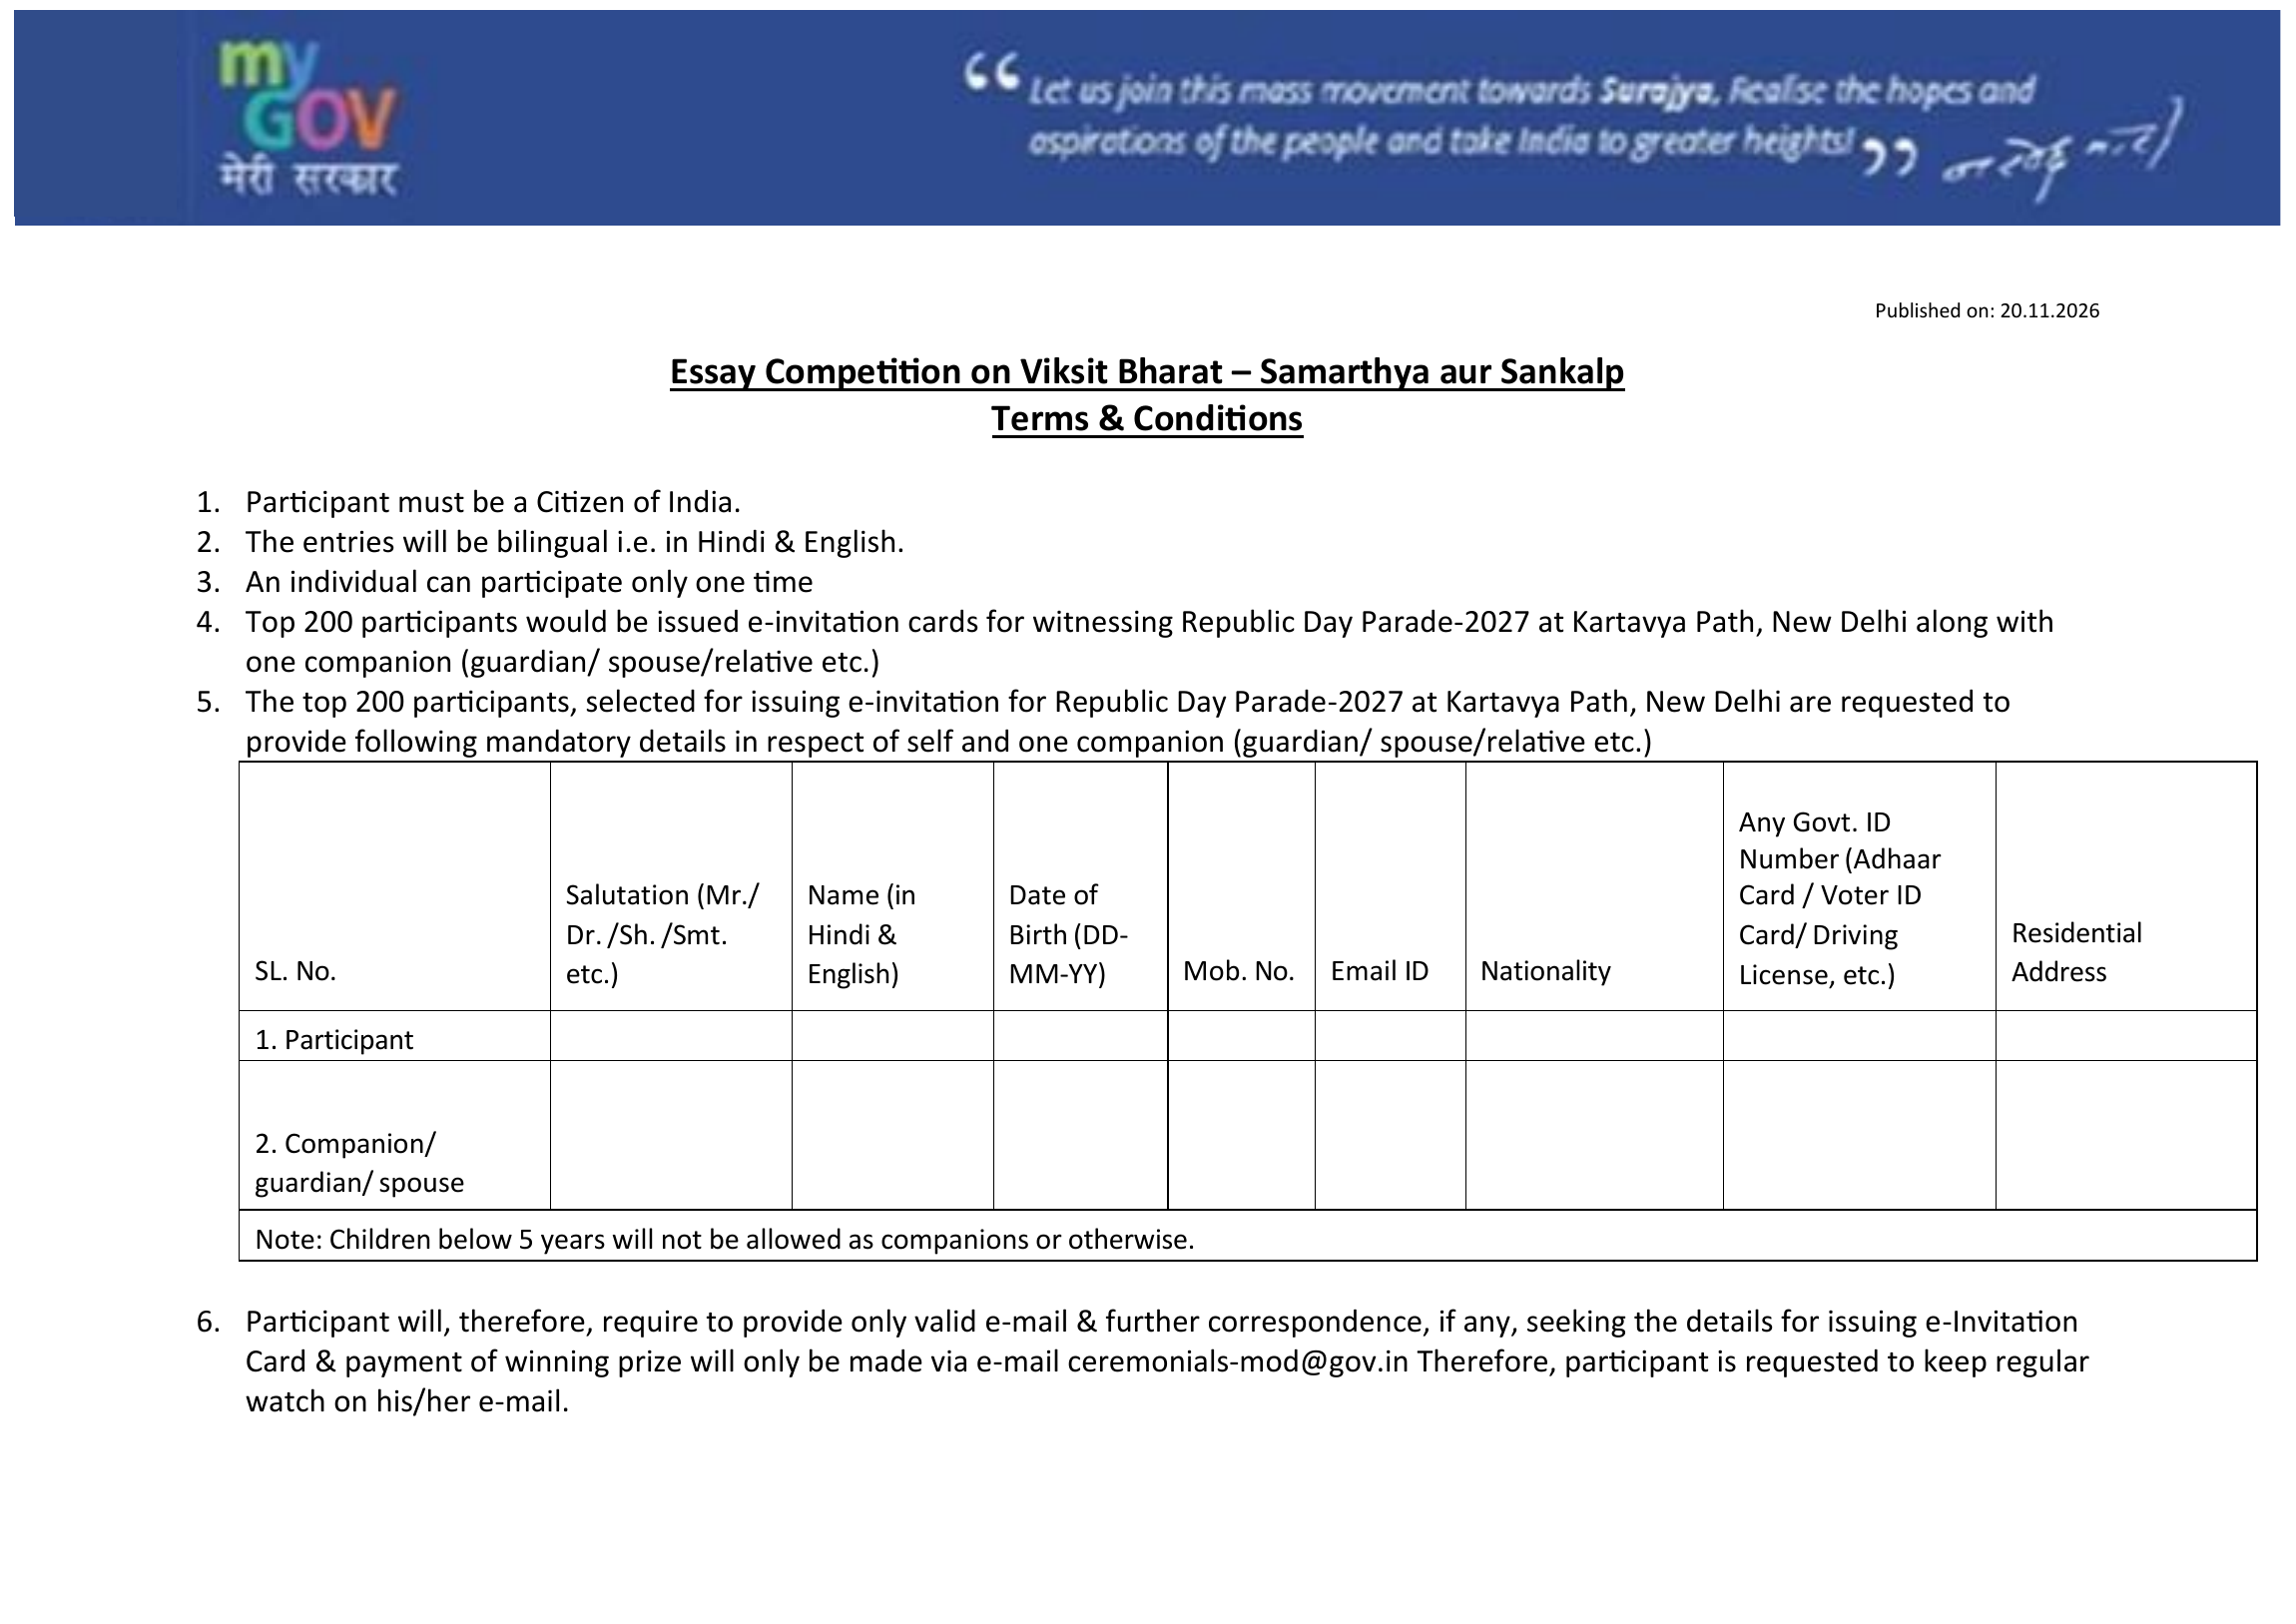 my
GOV
मेरी सरकार
“ Let us join this mass movement towards Surajya, Realise the hopes and
aspirations of the people and take India to greater heights! ”
Published on: 20.11.2026
Essay Competition on Viksit Bharat – Samarthya aur Sankalp
Terms & Conditions
1. Participant must be a Citizen of India.
2. The entries will be bilingual i.e. in Hindi & English.
3. An individual can participate only one time
4. Top 200 participants would be issued e-invitation cards for witnessing Republic Day Parade-2027 at Kartavya Path, New Delhi along with
one companion (guardian/ spouse/relative etc.)
5. The top 200 participants, selected for issuing e-invitation for Republic Day Parade-2027 at Kartavya Path, New Delhi are requested to
provide following mandatory details in respect of self and one companion (guardian/ spouse/relative etc.)
SL. No.
Salutation (Mr./
Dr. /Sh. /Smt.
etc.)
Name (in
Hindi &
English)
Date of
Birth (DD-
MM-YY)
Mob. No.
Email ID
Nationality
Any Govt. ID
Number (Adhaar
Card / Voter ID
Card/ Driving
License, etc.)
Residential
Address
1. Participant
2. Companion/
guardian/ spouse
Note: Children below 5 years will not be allowed as companions or otherwise.
6. Participant will, therefore, require to provide only valid e-mail & further correspondence, if any, seeking the details for issuing e-Invitation
Card & payment of winning prize will only be made via e-mail ceremonials-mod@gov.in Therefore, participant is requested to keep regular
watch on his/her e-mail.